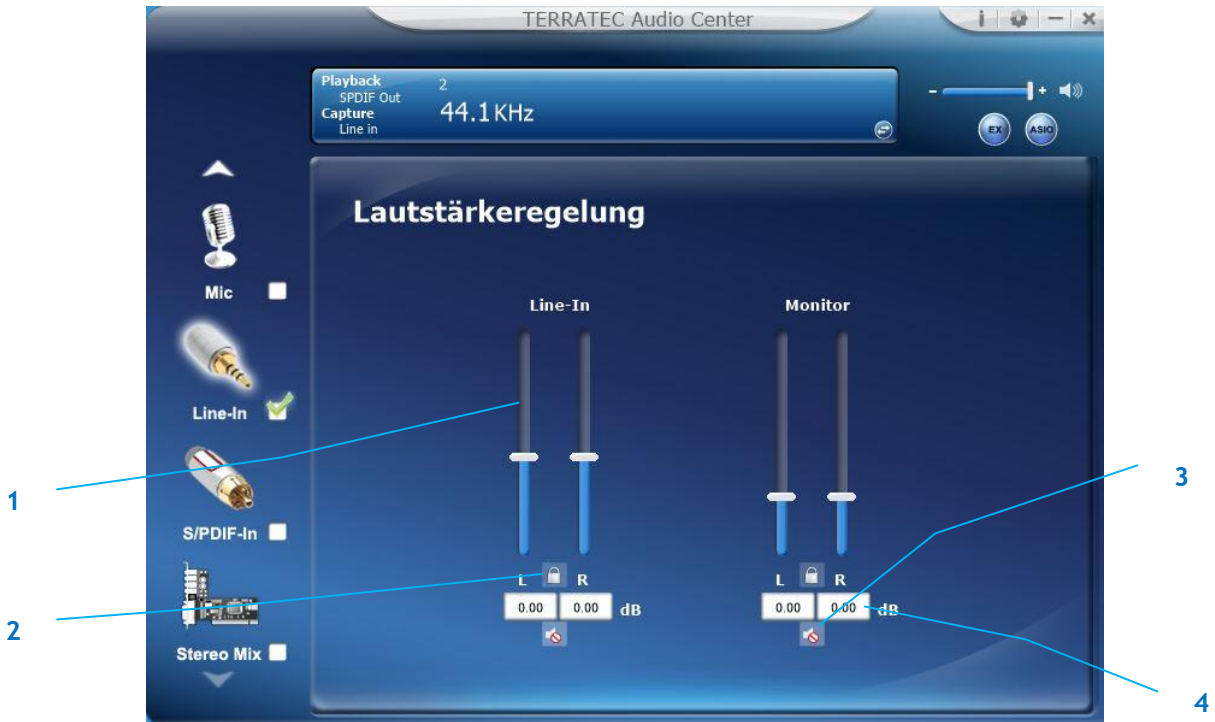 TERRATEC Audio Center
i
Playback 2
SPDIF Out
Capture 44.1 KHz
Line in
- +
EX ASIO
Lautstärkeregelung
Mic
Line-In
S/PDIF-In
Stereo Mix
Line-In Monitor
L R L R
0.00 0.00 dB 0.00 0.00 dB
1
2
3
4